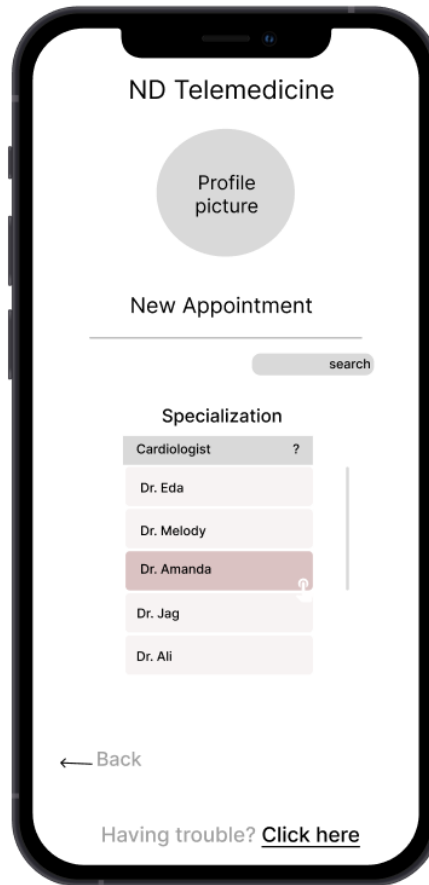 ND Telemedicine
Profile
picture
New Appointment
search
Specialization
Cardiologist ?
Dr. Eda
Dr. Melody
Dr. Amanda
Dr. Jag
Dr. Ali
Back
Having trouble? Click here